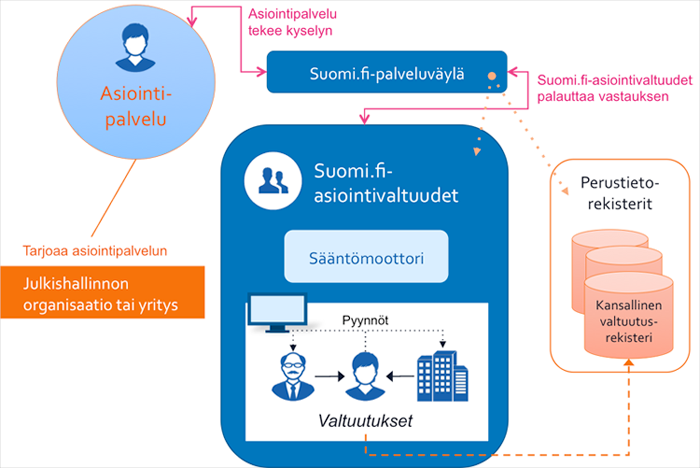 Asiointipalvelu
tekee kyselyn
Asiointi-
palvelu
Suomi.fi-palveluväylä
Suomi.fi-asiointivaltuudet
palauttaa vastauksen
Suomi.fi-
asiointivaltuudet
Perustieto-
rekisterit
Tarjoaa asiointipalvelun
Julkishallinnon
organisaatio tai yritys
Sääntömoottori
Kansallinen
valtuutus-
rekisteri
Pyynnöt
Valtuutukset